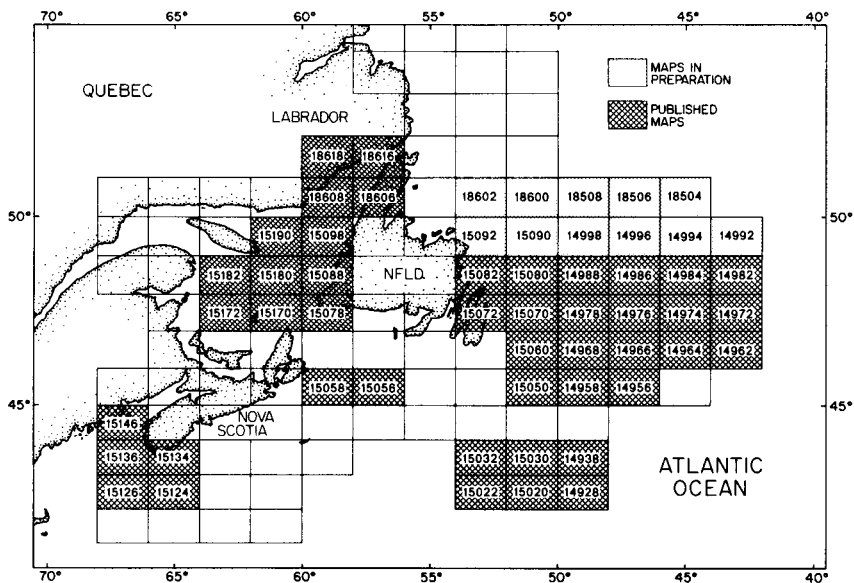 70° 65° 60° 55° 50° 45° 40°
QUEBEC
MAPS IN
PREPARATION
LABRADOR
PUBLISHED
MAPS
18618 18616
50° 18608 18606 18602 18600 18508 18506 18504 50°
15190 15098 15092 15090 14998 14996 14994 14992
15182 15180 15088 NFLD. 15082 15080 14988 14986 14984 14982
15172 15170 15078 15072 15070 14978 14976 14974 14972
15060 14968 14966 14964 14962
15058 15056 15050 14958 14956
45° 45°
NOVA
SCOTIA
15146
15136 15134 15032 15030 14938
15126 15124 15022 15020 14928
ATLANTIC
OCEAN
70° 65° 60° 55° 50° 45° 40°